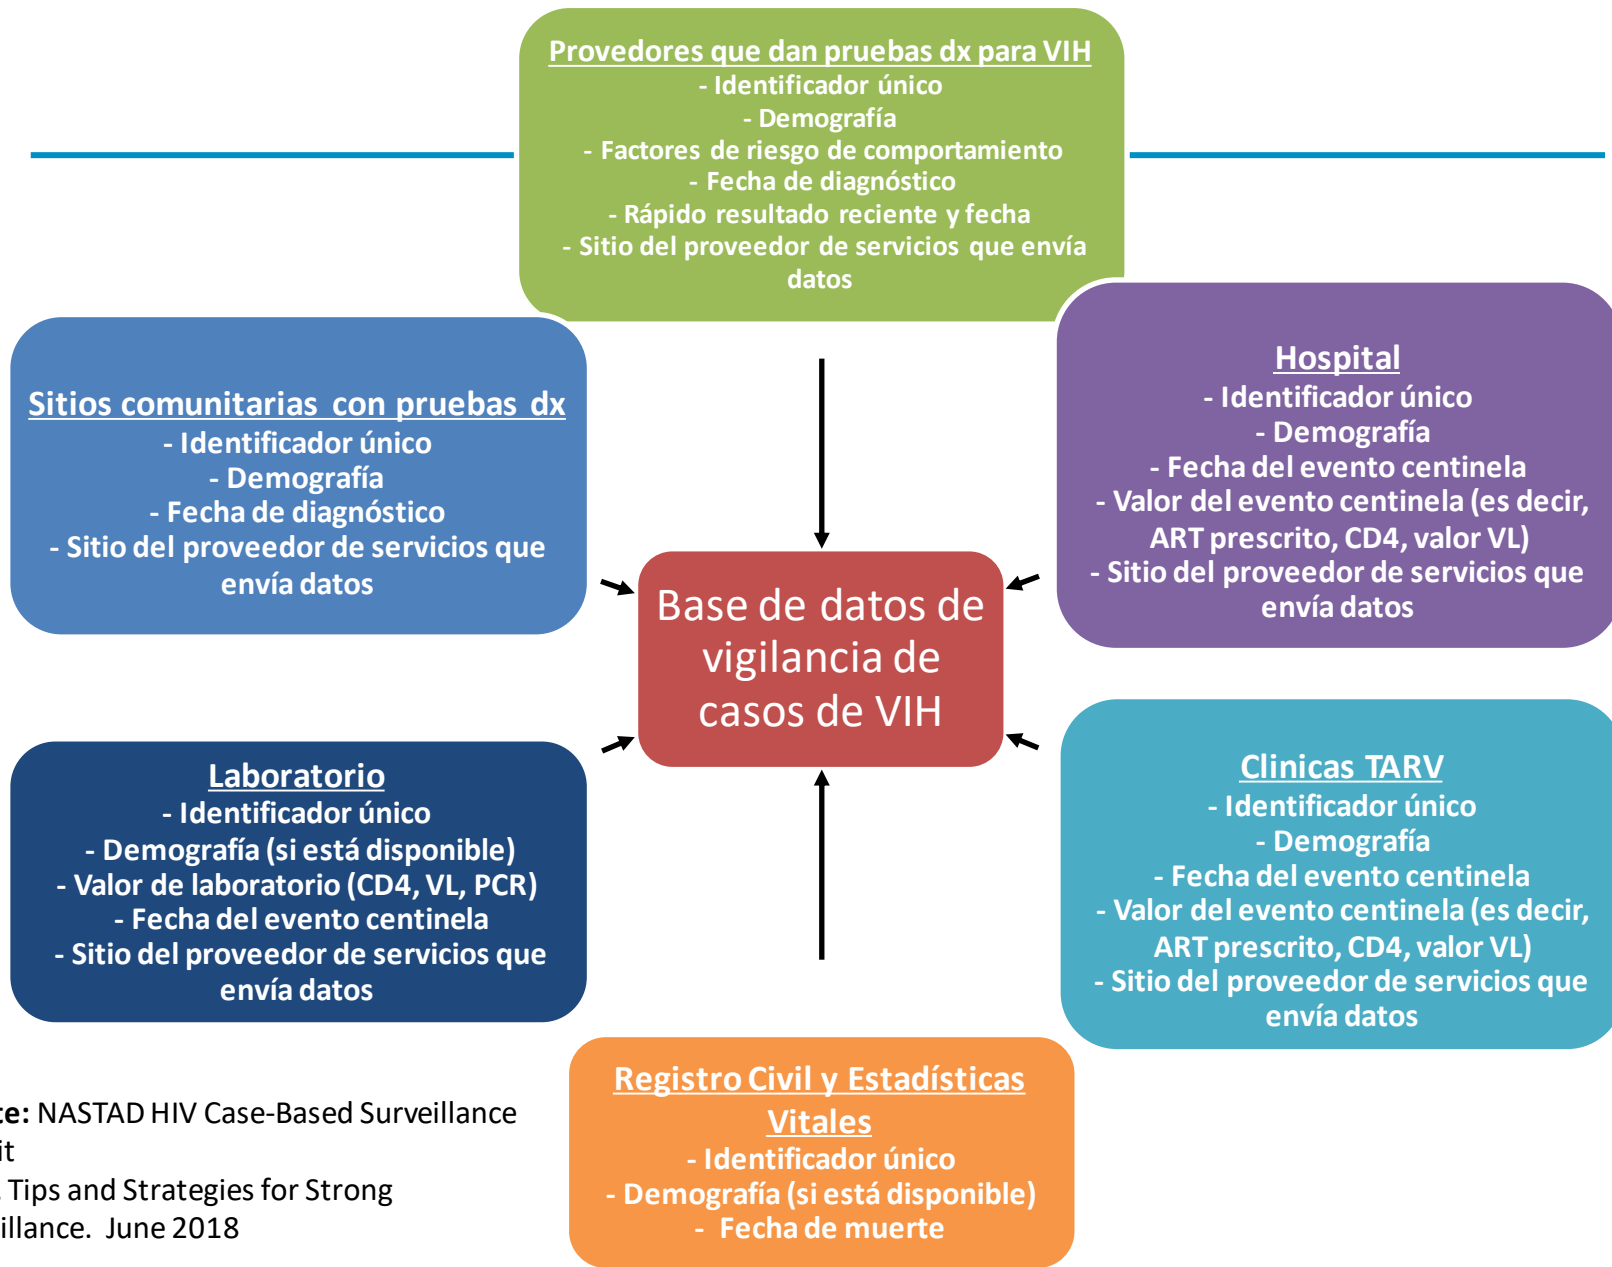 Provedores que dan pruebas dx para VIH
- Identificador único
- Demografía
- Factores de riesgo de comportamiento
- Fecha de diagnóstico
- Rápido resultado reciente y fecha
- Sitio del proveedor de servicios que envía
datos
Sitios comunitarias con pruebas dx
- Identificador único
- Demografía
- Fecha de diagnóstico
- Sitio del proveedor de servicios que
envía datos
Hospital
- Identificador único
- Demografía
- Fecha del evento centinela
- Valor del evento centinela (es decir,
ART prescrito, CD4, valor VL)
- Sitio del proveedor de servicios que
envía datos
Base de datos de
vigilancia de
casos de VIH
Laboratorio
- Identificador único
- Demografía (si está disponible)
- Valor de laboratorio (CD4, VL, PCR)
- Fecha del evento centinela
- Sitio del proveedor de servicios que
envía datos
Clinicas TARV
- Identificador único
- Demografía
- Fecha del evento centinela
- Valor del evento centinela (es decir,
ART prescrito, CD4, valor VL)
- Sitio del proveedor de servicios que
envía datos
Registro Civil y Estadísticas
Vitales
- Identificador único
- Demografía (si está disponible)
- Fecha de muerte
NASTAD HIV Case-Based Surveillance
Tips and Strategies for Strong
June 2018